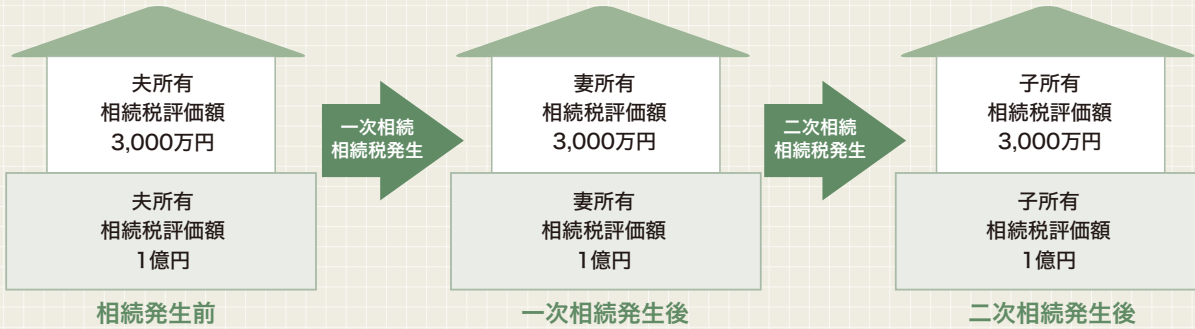 夫所有
相続税評価額
3,000万円
夫所有
相続税評価額
1億円
相続発生前
一次相続
相続税発生
妻所有
相続税評価額
3,000万円
妻所有
相続税評価額
1億円
一次相続発生後
二次相続
相続税発生
子所有
相続税評価額
3,000万円
子所有
相続税評価額
1億円
二次相続発生後